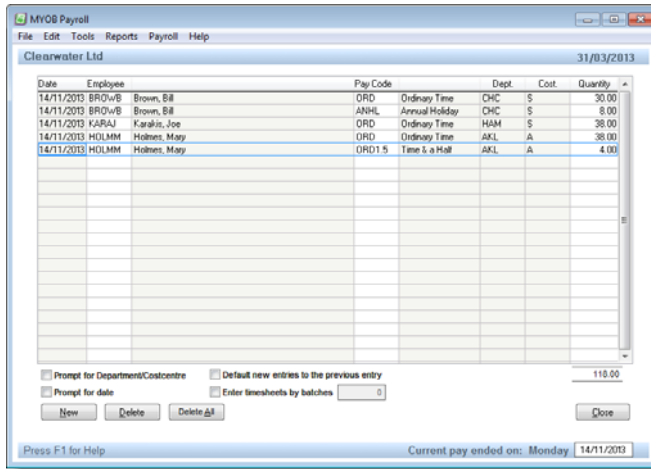 MYOB Payroll
File Edit Tools Reports Payroll Help
Clearwater Ltd 31/03/2013
Date Employee Pay Code Dept. Cost. Quantity
14/11/2013 BROWB Brown, Bill ORD Ordinary Time CHC S 30.00
14/11/2013 BROWB Brown, Bill ANHL Annual Holiday CHC S 8.00
14/11/2013 KARAJ Karakis, Joe ORD Ordinary Time HAM S 38.00
14/11/2013 HOLMM Holmes, Mary ORD Ordinary Time AKL A 38.00
14/11/2013 HOLMM Holmes, Mary ORD1.5 Time & a Half AKL A 4.00
Prompt for Department/Costcentre Default new entries to the previous entry 118.00
Prompt for date Enter timesheets by batches 0
New Delete Delete All Close
Press F1 for Help Current pay ended on: Monday 14/11/2013